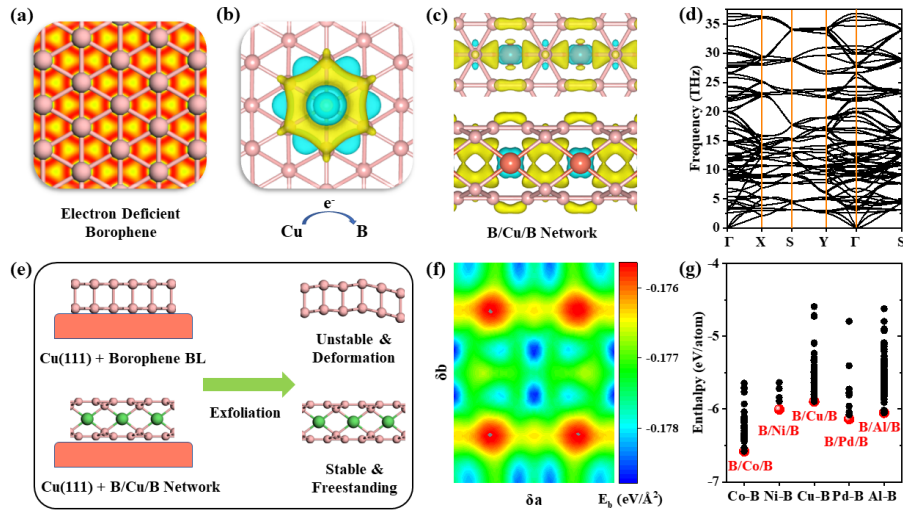 (a)
Electron Deficient
Borophene
(b)
e-
Cu
B
(c)
B/Cu/B Network
(d)
Frequency (THz)
35
30
25
20
15
10
5
0
Γ
X
S
Y
Γ
S
(e)
Cu(111) + Borophene BL
Unstable &
Deformation
Exfoliation
Cu(111) + B/Cu/B Network
Stable &
Freestanding
(f)
δb
δa
-0.176
-0.177
-0.178
E_b (eV/Å²)
(g)
Enthalpy (eV/atom)
-4
-5
-6
-7
B/Co/B
B/Ni/B
B/Cu/B
B/Pd/B
B/Al/B
Co-B
Ni-B
Cu-B
Pd-B
Al-B